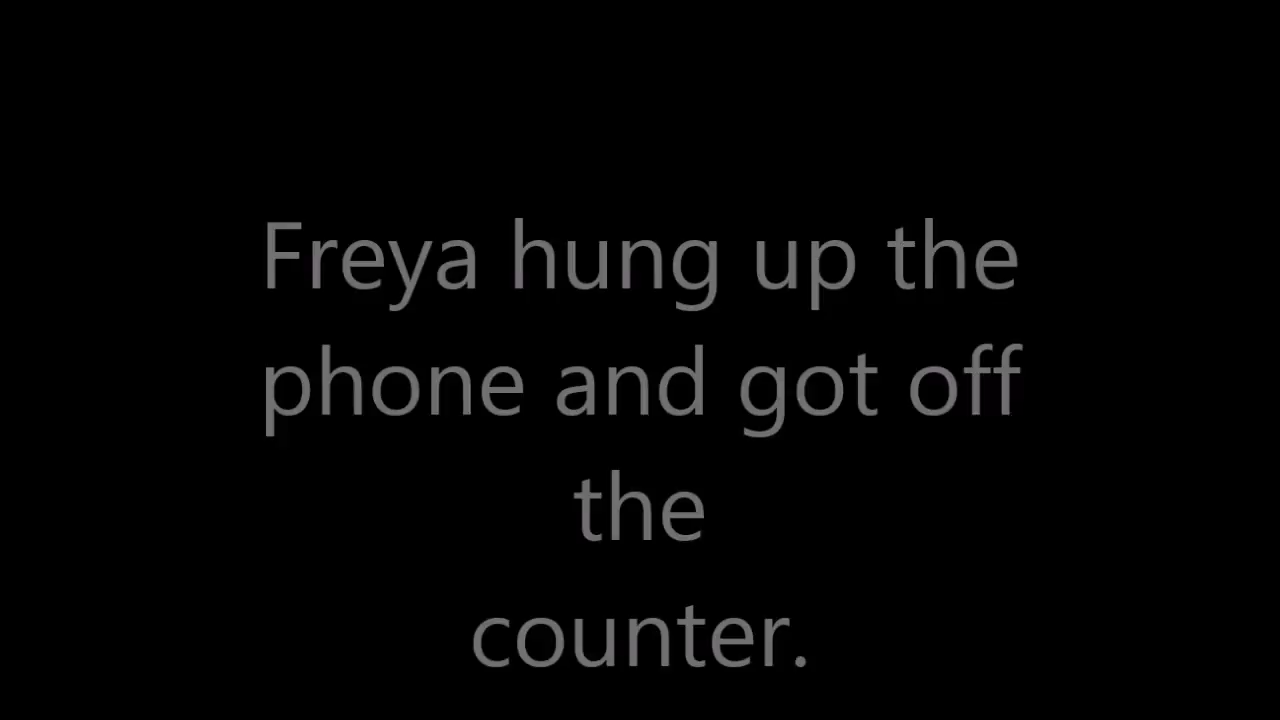 Freya hung up the
phone and got off
the
counter.